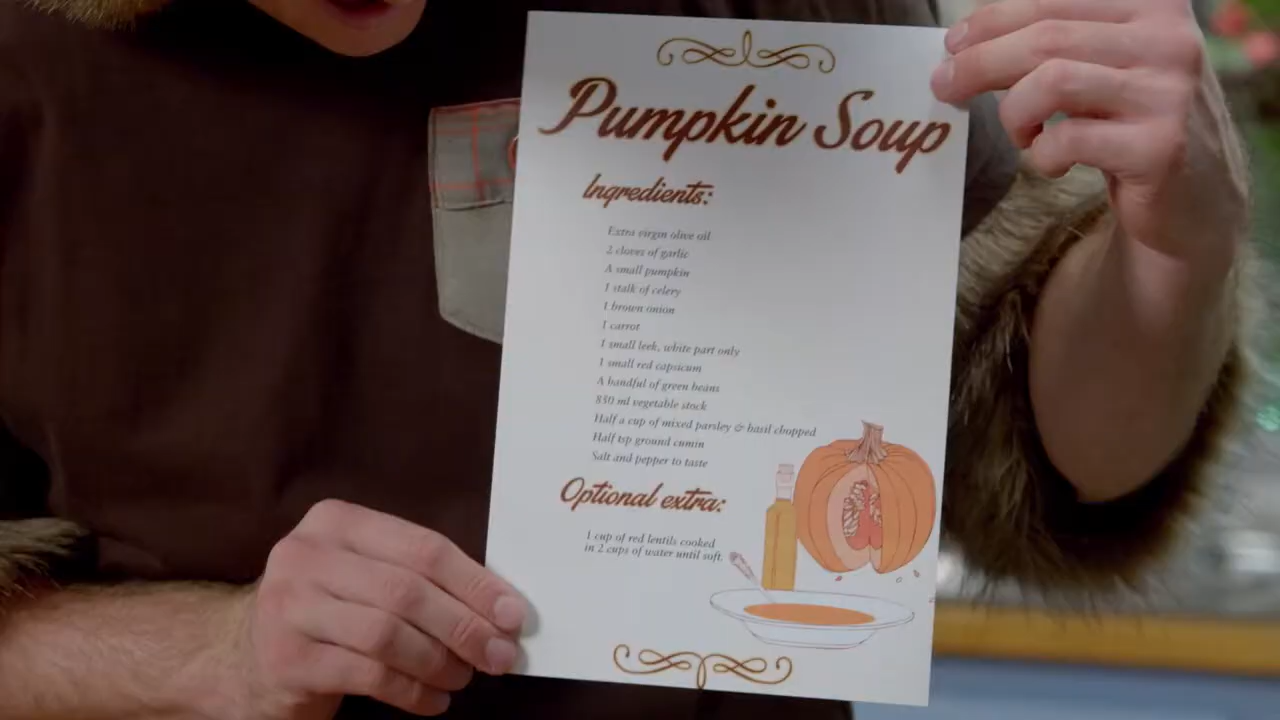 Pumpkin Soup
Ingredients:
Extra virgin olive oil
2 cloves of garlic
A small pumpkin
1 stalk of celery
1 brown onion
1 carrot
1 small leek, white part only
1 small red capsicum
A handful of green beans
850 ml vegetable stock
Half a cup of mixed parsley & basil chopped
Half tsp ground cumin
Salt and pepper to taste
Optional extra:
1 cup of red lentils cooked
in 2 cups of water until soft.